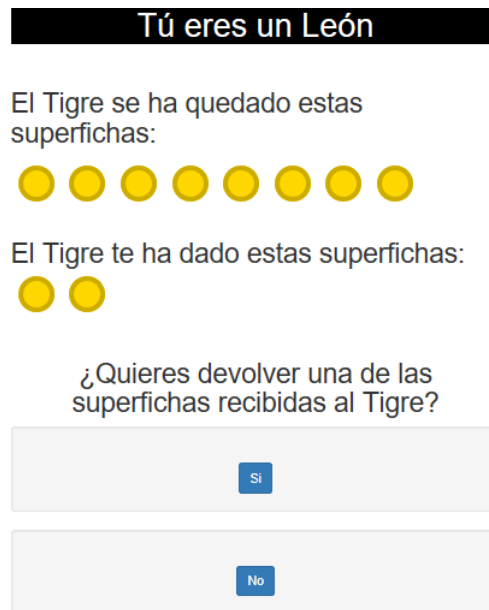 Tú eres un León
El Tigre se ha quedado estas
superfichas:
El Tigre te ha dado estas superfichas:
¿Quieres devolver una de las
superfichas recibidas al Tigre?
Si
No